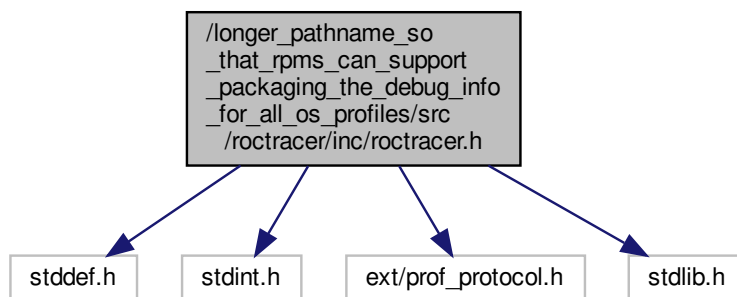 /longer_pathname_so
_that_rpms_can_support
_packaging_the_debug_info
_for_all_os_profiles/src
/roctracer/inc/roctracer.h
stddef.h
stdint.h
ext/prof_protocol.h
stdlib.h